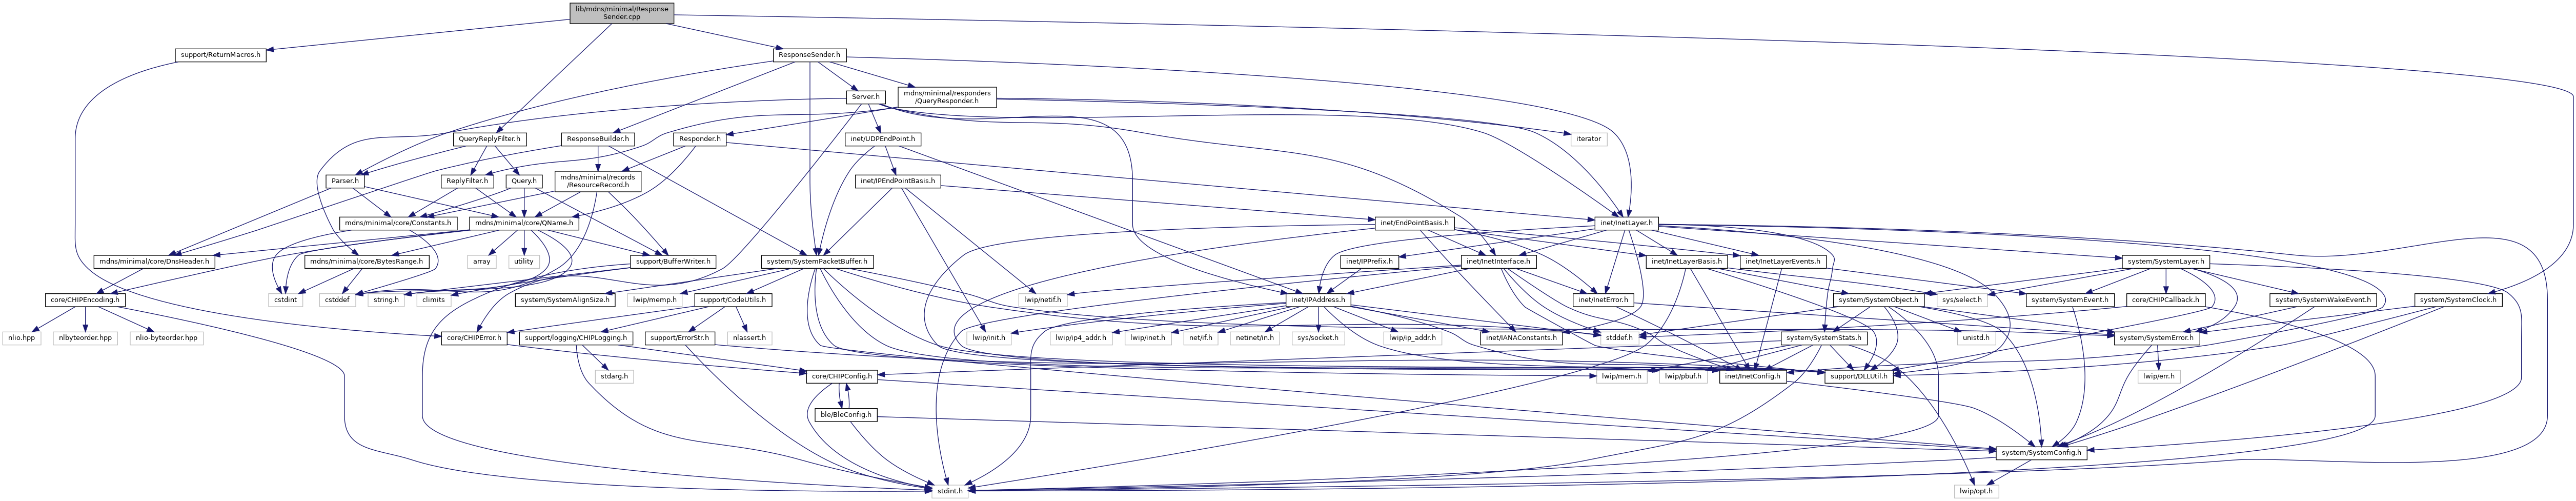 lib/mdns/minimal/Response
Sender.cpp
support/ReturnMacros.h
ResponseSender.h
Server.h
mdns/minimal/responders
/QueryResponder.h
QueryReplyFilter.h
ResponseBuilder.h
Responder.h
inet/UDPEndPoint.h
iterator
Parser.h
ReplyFilter.h
Query.h
mdns/minimal/records
/ResourceRecord.h
inet/IPEndPointBasis.h
mdns/minimal/core/Constants.h
mdns/minimal/core/QName.h
inet/EndPointBasis.h
inet/InetLayer.h
mdns/minimal/core/DnsHeader.h
mdns/minimal/core/BytesRange.h
array
utility
support/BufferWriter.h
system/SystemPacketBuffer.h
inet/IPPrefix.h
inet/InetInterface.h
inet/InetLayerBasis.h
inet/InetLayerEvents.h
system/SystemLayer.h
core/CHIPEncoding.h
cstdint
cstddef
string.h
climits
system/SystemAlignSize.h
lwip/memp.h
support/CodeUtils.h
lwip/netif.h
inet/IPAddress.h
inet/InetError.h
system/SystemObject.h
sys/select.h
system/SystemEvent.h
core/CHIPCallback.h
system/SystemWakeEvent.h
system/SystemClock.h
nlio.hpp
nlbyteorder.hpp
nlio-byteorder.hpp
core/CHIPError.h
support/logging/CHIPLogging.h
support/ErrorStr.h
nlassert.h
lwip/init.h
lwip/ip4_addr.h
lwip/inet.h
net/if.h
netinet/in.h
sys/socket.h
lwip/ip_addr.h
inet/IANAConstants.h
stddef.h
system/SystemStats.h
unistd.h
system/SystemError.h
stdarg.h
core/CHIPConfig.h
lwip/mem.h
lwip/pbuf.h
inet/InetConfig.h
support/DLLUtil.h
lwip/err.h
ble/BleConfig.h
system/SystemConfig.h
stdint.h
lwip/opt.h